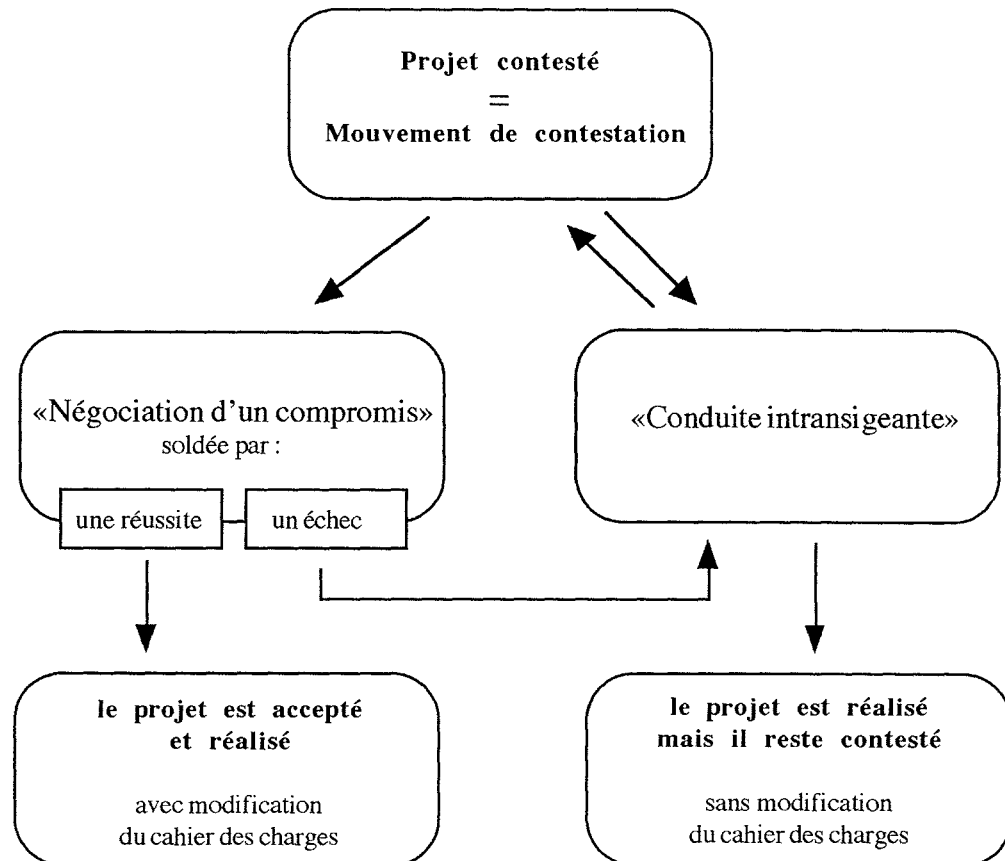 Projet contesté
=
Mouvement de contestation
«Négociation d'un compromis»
soldée par :
une réussite
un échec
«Conduite intransigeante»
le projet est accepté
et réalisé
avec modification
du cahier des charges
le projet est réalisé
mais il reste contesté
sans modification
du cahier des charges